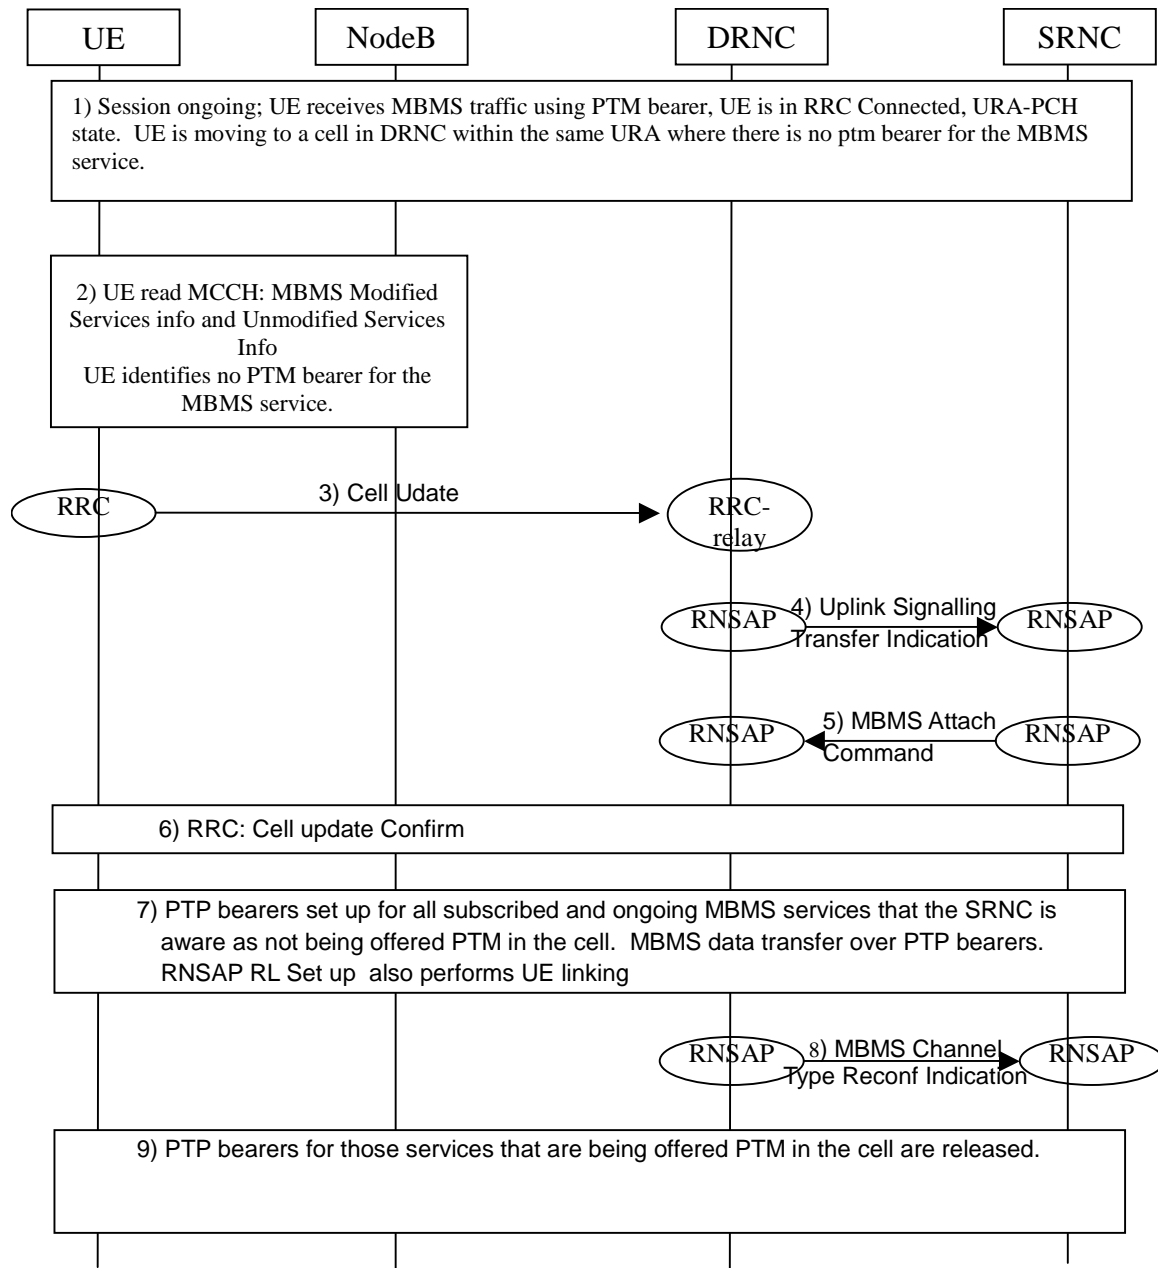 UE
NodeB
DRNC
SRNC
1) Session ongoing; UE receives MBMS traffic using PTM bearer, UE is in RRC Connected, URA-PCH
state. UE is moving to a cell in DRNC within the same URA where there is no ptm bearer for the MBMS
service.
2) UE read MCCH: MBMS Modified
Services info and Unmodified Services
Info
UE identifies no PTM bearer for the
MBMS service.
RRC
3) Cell Udate
RRC-
relay
RNSAP
4) Uplink Signalling
Transfer Indication
RNSAP
RNSAP
5) MBMS Attach
Command
RNSAP
6) RRC: Cell update Confirm
7) PTP bearers set up for all subscribed and ongoing MBMS services that the SRNC is
aware as not being offered PTM in the cell. MBMS data transfer over PTP bearers.
RNSAP RL Set up also performs UE linking
RNSAP
8) MBMS Channel
Type Reconf Indication
RNSAP
9) PTP bearers for those services that are being offered PTM in the cell are released.